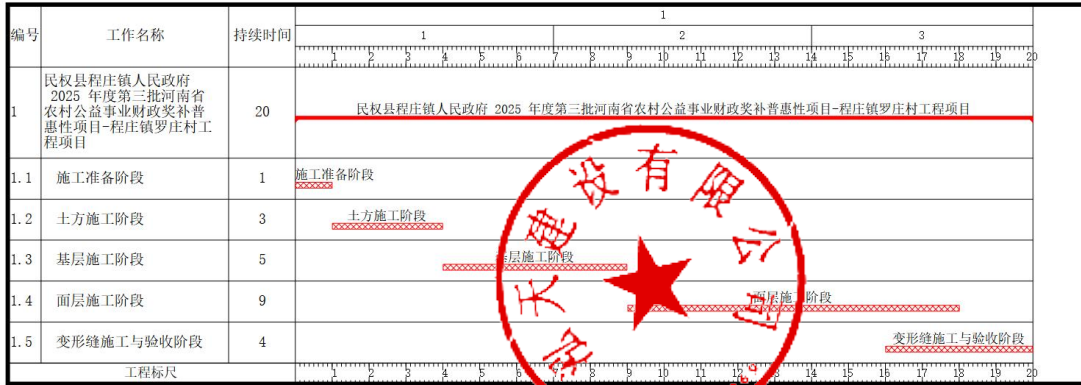 编号 工作名称 持续时间
1
1 2 3
1 2 3 4 5 6 7 8 9 10 11 12 13 14 15 16 17 18 19 20
1
民权县程庄镇人民政府
2025 年度第三批河南省
农村公益事业财政奖补普
惠性项目-程庄镇罗庄村工
程项目
20
民权县程庄镇人民政府 2025 年度第三批河南省农村公益事业财政奖补普惠性项目-程庄镇罗庄村工程项目
1.1 施工准备阶段 1 施工准备阶段
1.2 土方施工阶段 3 土方施工阶段
1.3 基层施工阶段 5 基层施工阶段
1.4 面层施工阶段 9 面层施工阶段
1.5 变形缝施工与验收阶段 4 变形缝施工与验收阶段
工程标尺 1 2 3 4 5 6 7 8 9 10 11 12 13 14 15 16 17 18 19 20
天建设有限公司